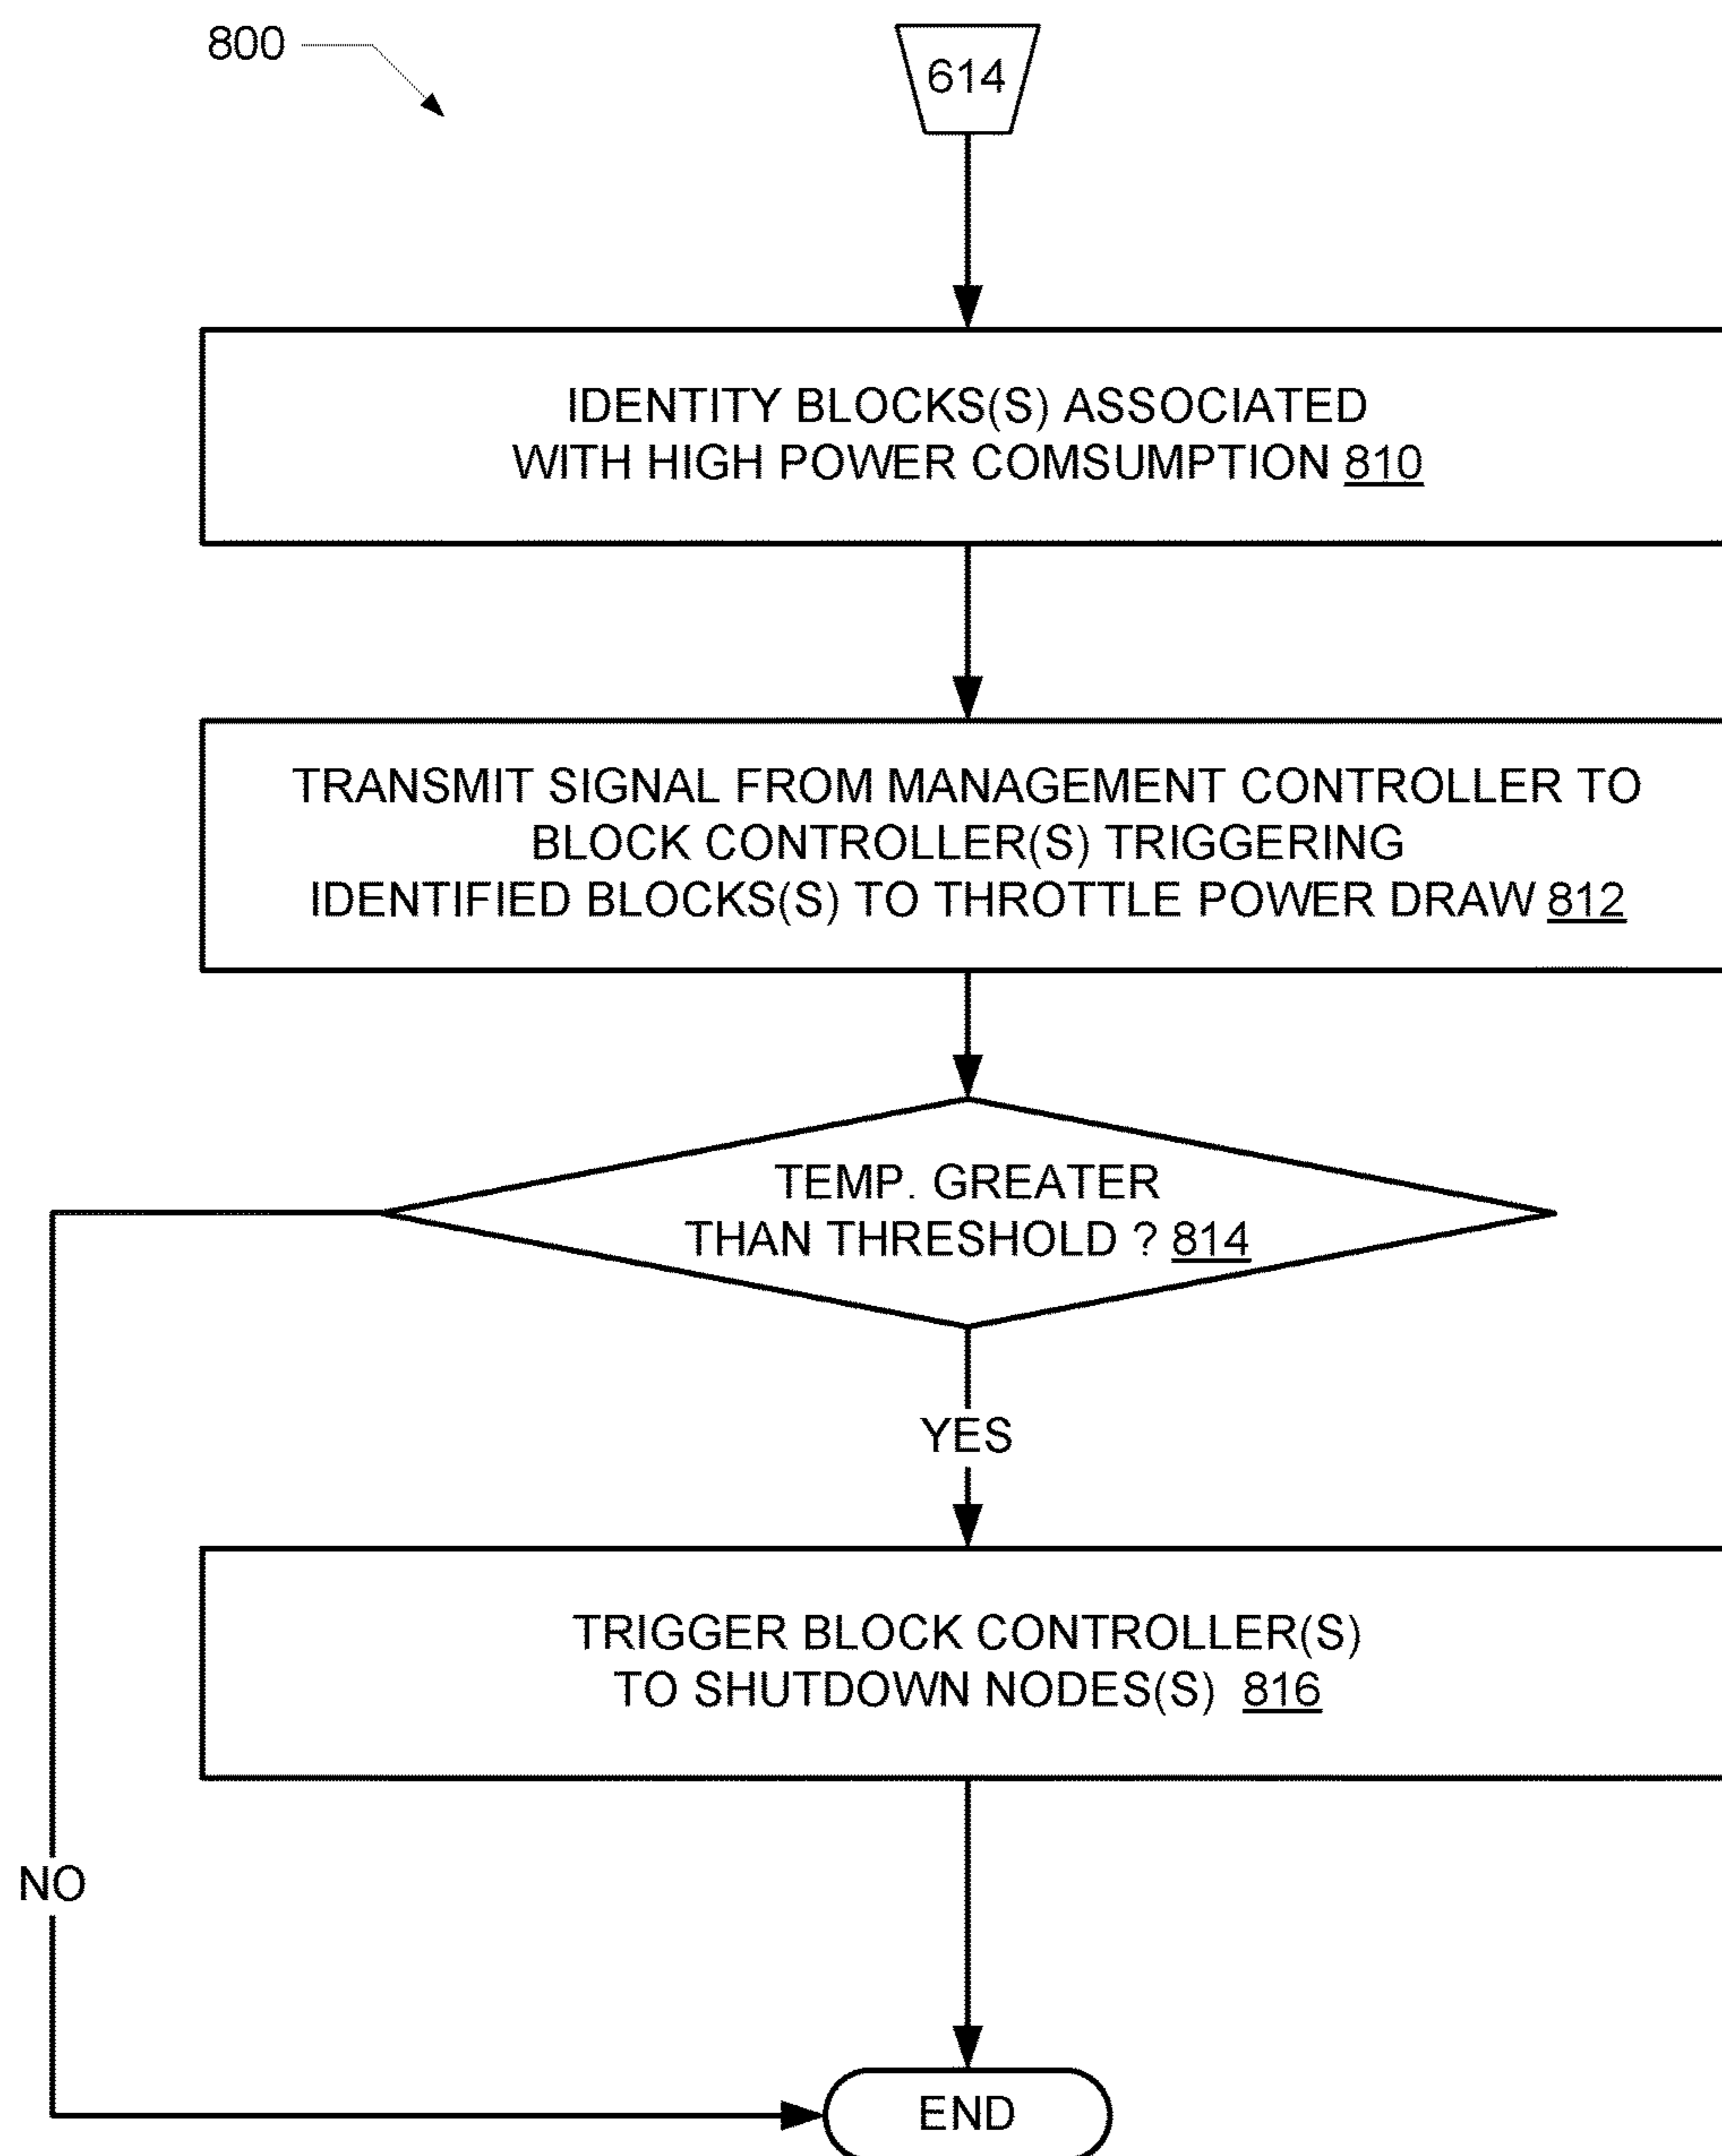 800
614
IDENTITY BLOCKS(S) ASSOCIATED
WITH HIGH POWER COMSUMPTION 810
TRANSMIT SIGNAL FROM MANAGEMENT CONTROLLER TO
BLOCK CONTROLLER(S) TRIGGERING
IDENTIFIED BLOCKS(S) TO THROTTLE POWER DRAW 812
TEMP. GREATER
THAN THRESHOLD ? 814
YES
TRIGGER BLOCK CONTROLLER(S)
TO SHUTDOWN NODES(S) 816
NO
END